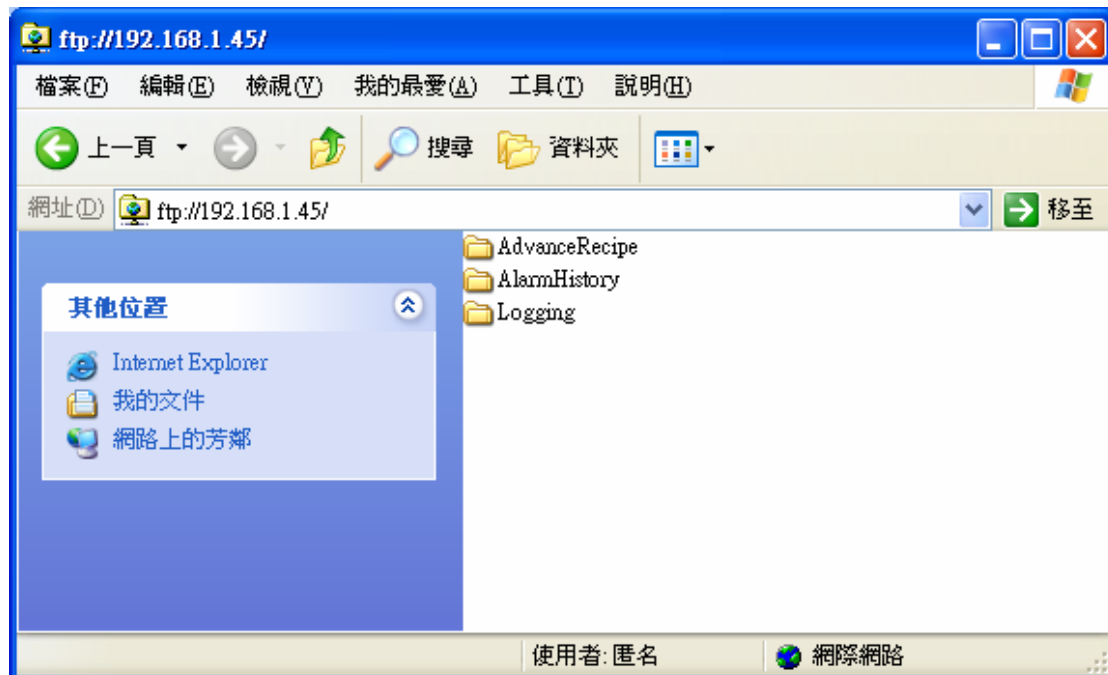 ftp://192.168.1.45/
檔案(F) 編輯(E) 檢視(V) 我的最愛(A) 工具(T) 說明(H)
上一頁 搜尋 資料夾
網址(D) ftp://192.168.1.45/ 移至
其他位置
Internet Explorer
我的文件
網路上的芳鄰
AdvanceRecipe
AlarmHistory
Logging
使用者: 匿名 網際網路